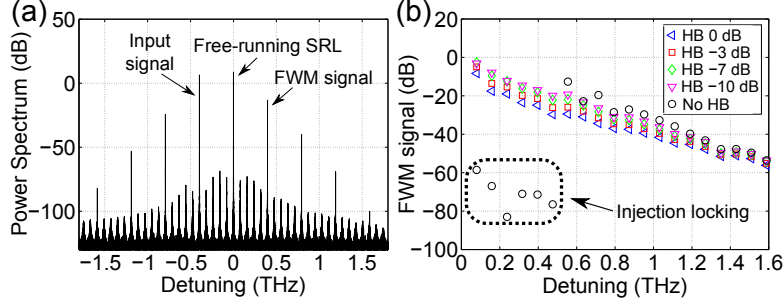 (a)
Power Spectrum (dB)
50
0
−50
−100
Input
signal
Free-running SRL
FWM signal
−1.5 −1 −0.5 0 0.5 1 1.5
Detuning (THz)
(b)
FWM signal (dB)
20
0
−20
−40
−60
−80
−100
HB 0 dB
HB −3 dB
HB −7 dB
HB −10 dB
No HB
Injection locking
0 0.2 0.4 0.6 0.8 1 1.2 1.4 1.6
Detuning (THz)